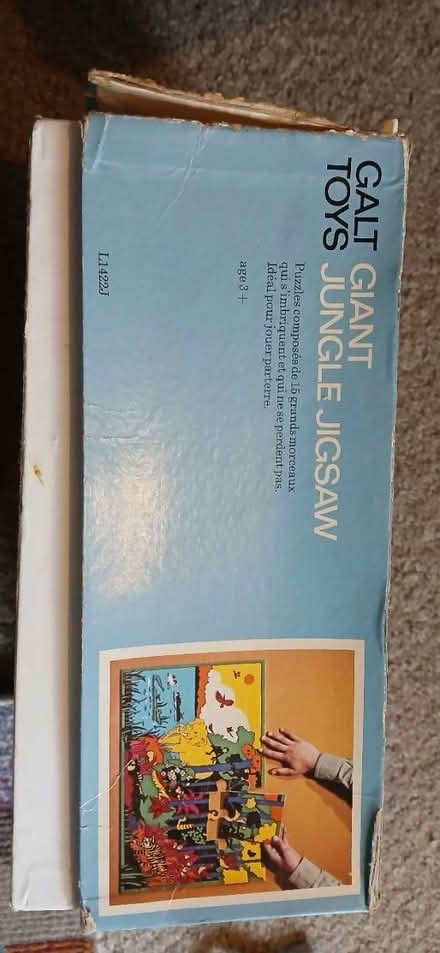 GALT GIANT
TOYS JUNGLE JIGSAW
Puzzles composés de 15 grands morceaux
qui s'imbriquent et qui ne se perdent pas.
Idéal pour jouer par terre.
age 3+
L1422J